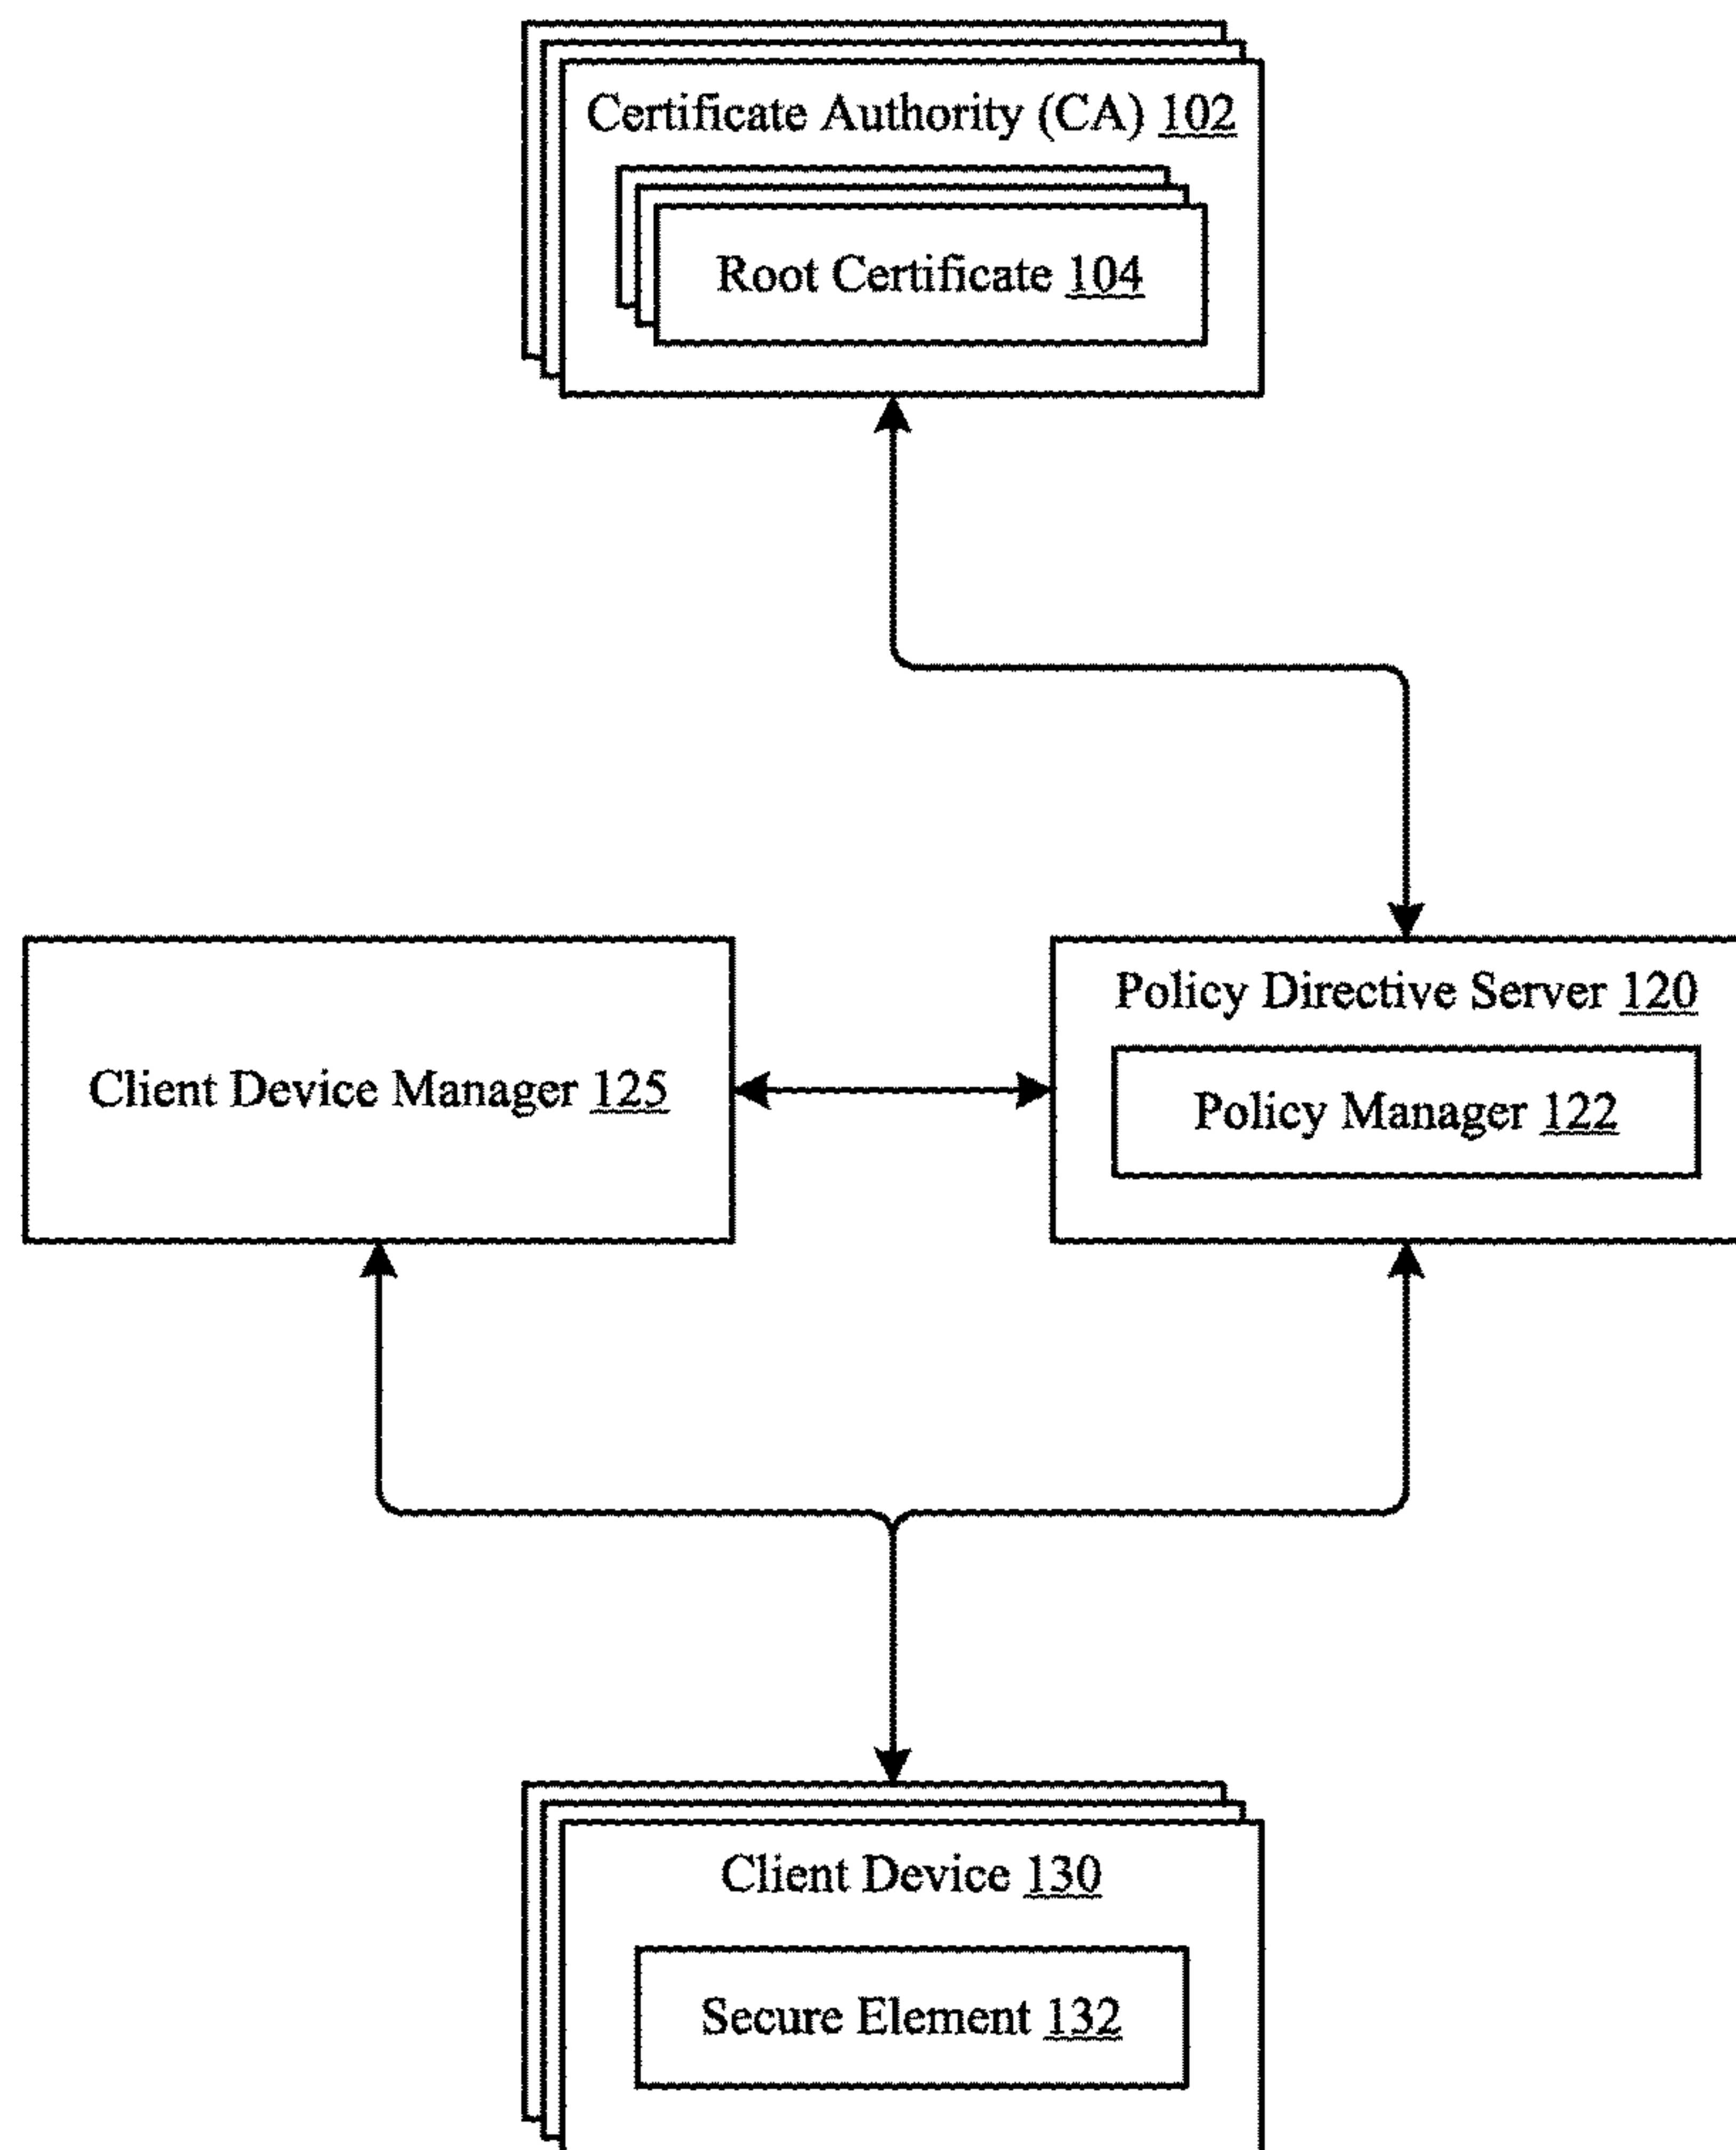 Certificate Authority (CA) 102
Root Certificate 104
Client Device Manager 125
Policy Directive Server 120
Policy Manager 122
Client Device 130
Secure Element 132